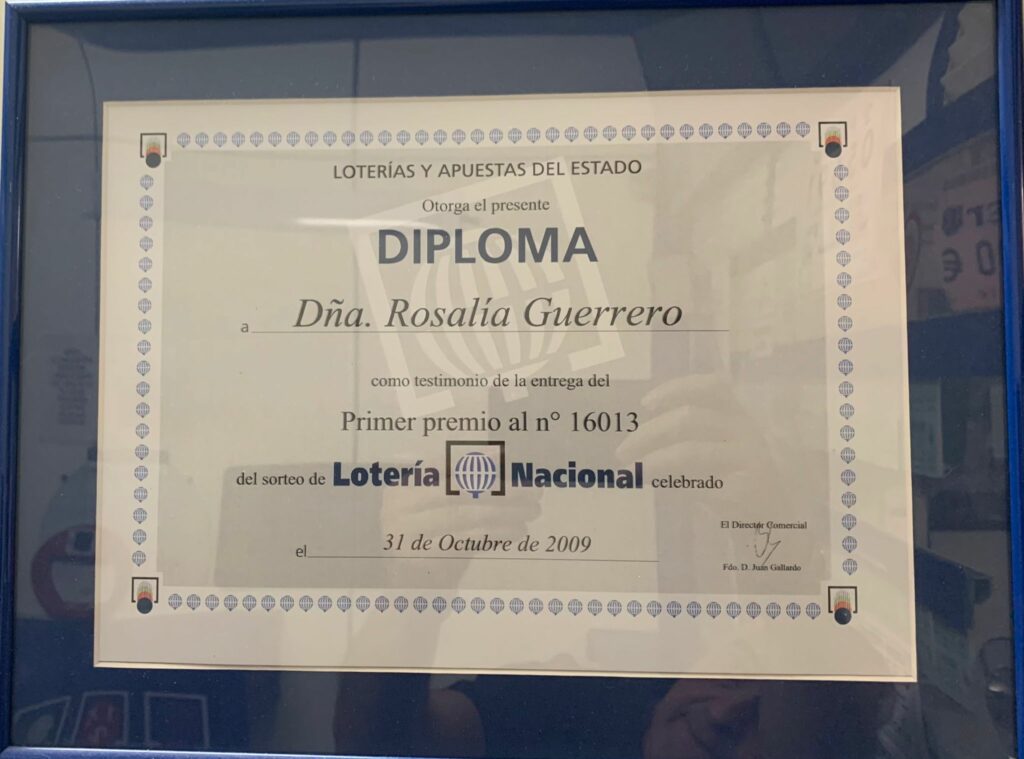 LOTERÍAS Y APUESTAS DEL ESTADO
Otorga el presente
DIPLOMA
a Dña. Rosalía Guerrero
como testimonio de la entrega del
Primer premio al n° 16013
del sorteo de Lotería Nacional celebrado
el 31 de Octubre de 2009
El Director Comercial
Fdo. D. Juan Gallardo